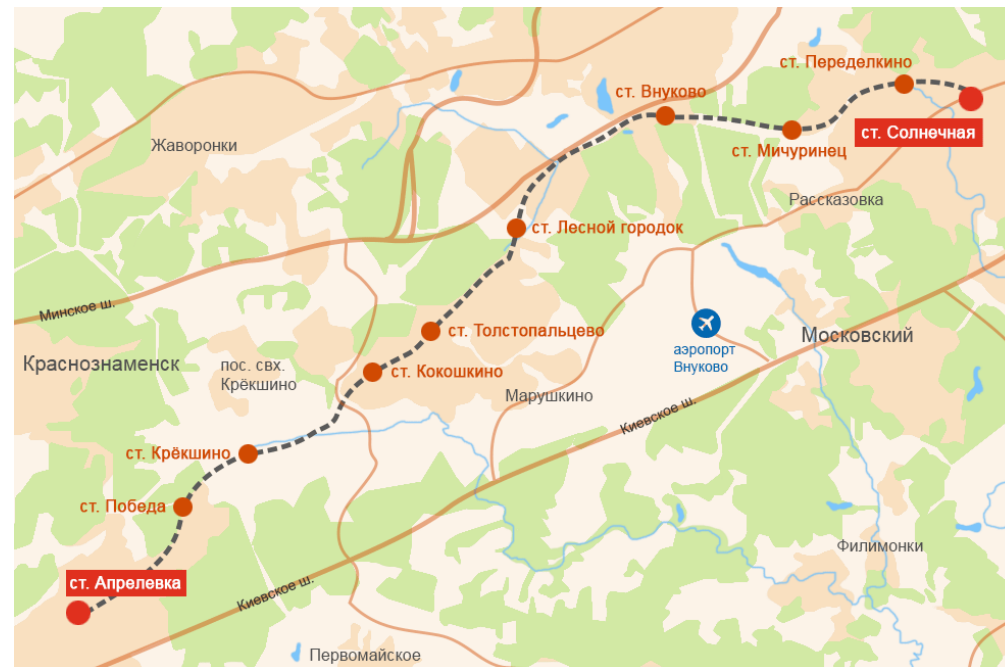 ст. Переделкино
ст. Внуково
ст. Солнечная
Жаворонки
ст. Мичуринец
Рассказовка
ст. Лесной городок
Минское ш.
ст. Толстопальцево
Московский
Краснознаменск
пос. свх.
Крёкшино
аэропорт
Внуково
ст. Кокошкино
Марушкино
Киевское ш.
ст. Крёкшино
ст. Победа
Филимонки
ст. Апрелевка
Киевское ш.
Первомайское